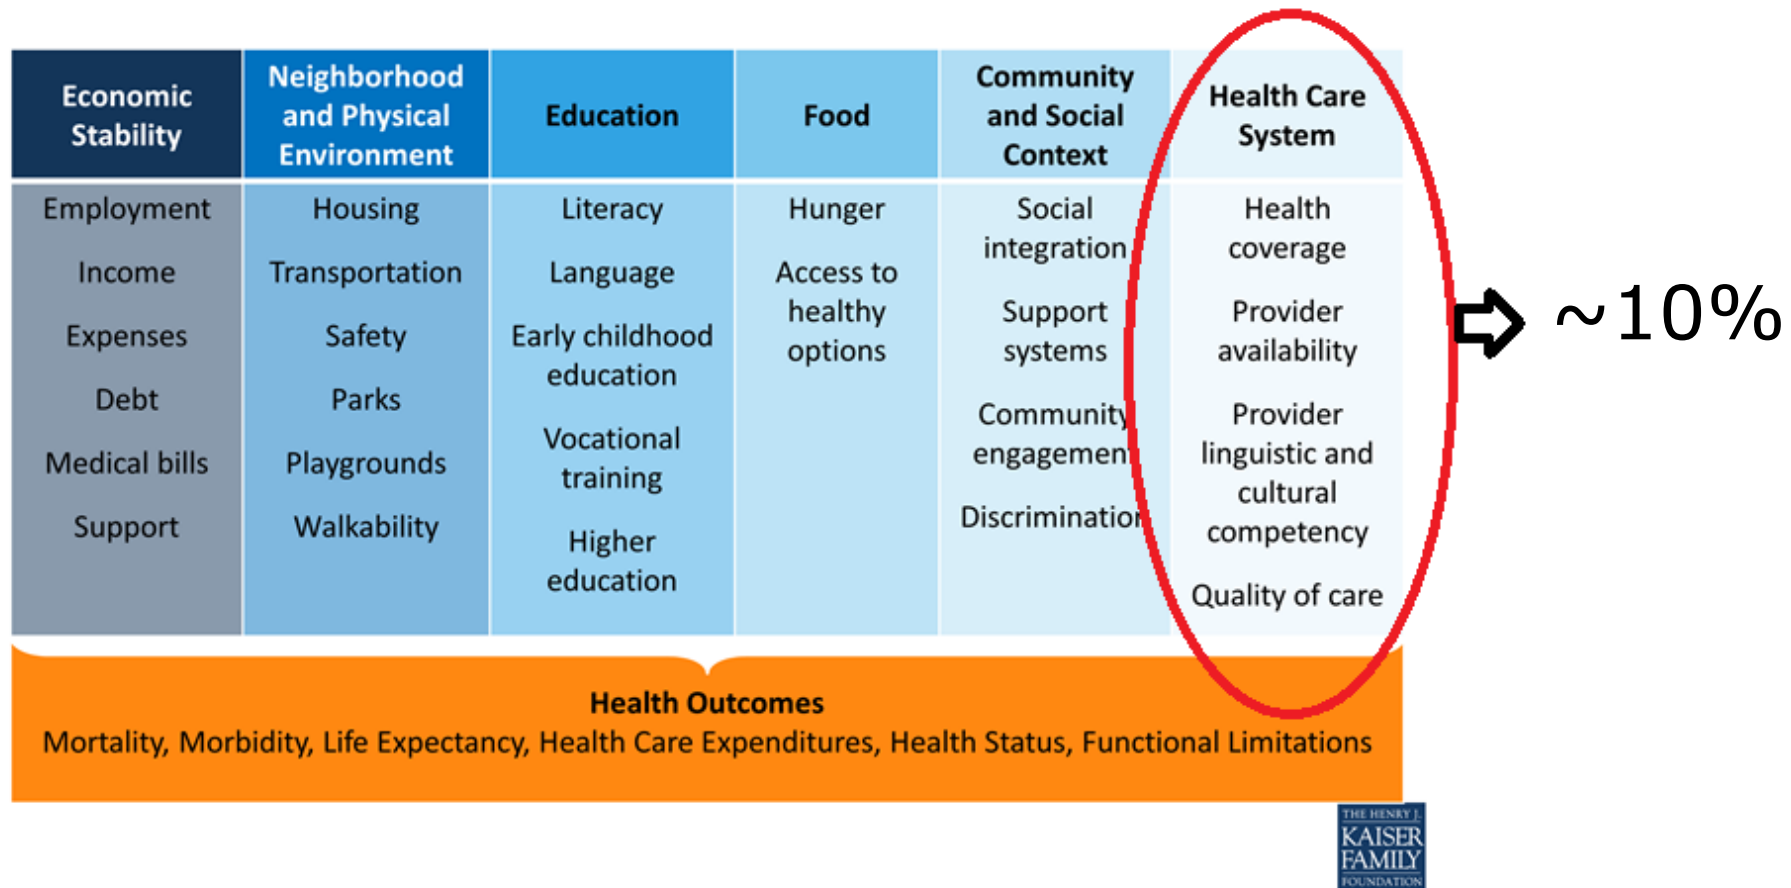 Economic
Stability
Neighborhood
and Physical
Environment
Education
Food
Community
and Social
Context
Health Care
System
Employment
Income
Expenses
Debt
Medical bills
Support
Housing
Transportation
Safety
Parks
Playgrounds
Walkability
Literacy
Language
Early childhood
education
Vocational
training
Higher
education
Hunger
Access to
healthy
options
Social
integration
Support
systems
Community
engagement
Discrimination
Health
coverage
Provider
availability
Provider
linguistic and
cultural
competency
Quality of care
~10%
Health Outcomes
Mortality, Morbidity, Life Expectancy, Health Care Expenditures, Health Status, Functional Limitations
THE HENRY J.
KAISER
FAMILY
FOUNDATION